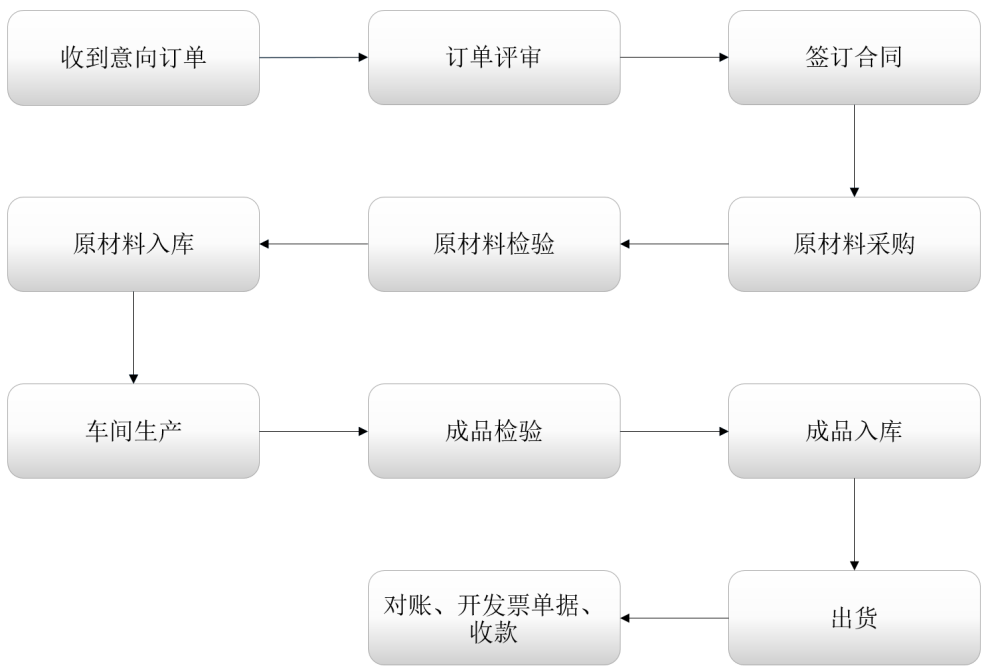 收到意向订单
订单评审
签订合同
原材料入库
原材料检验
原材料采购
车间生产
成品检验
成品入库
对账、开发票单据、
收款
出货